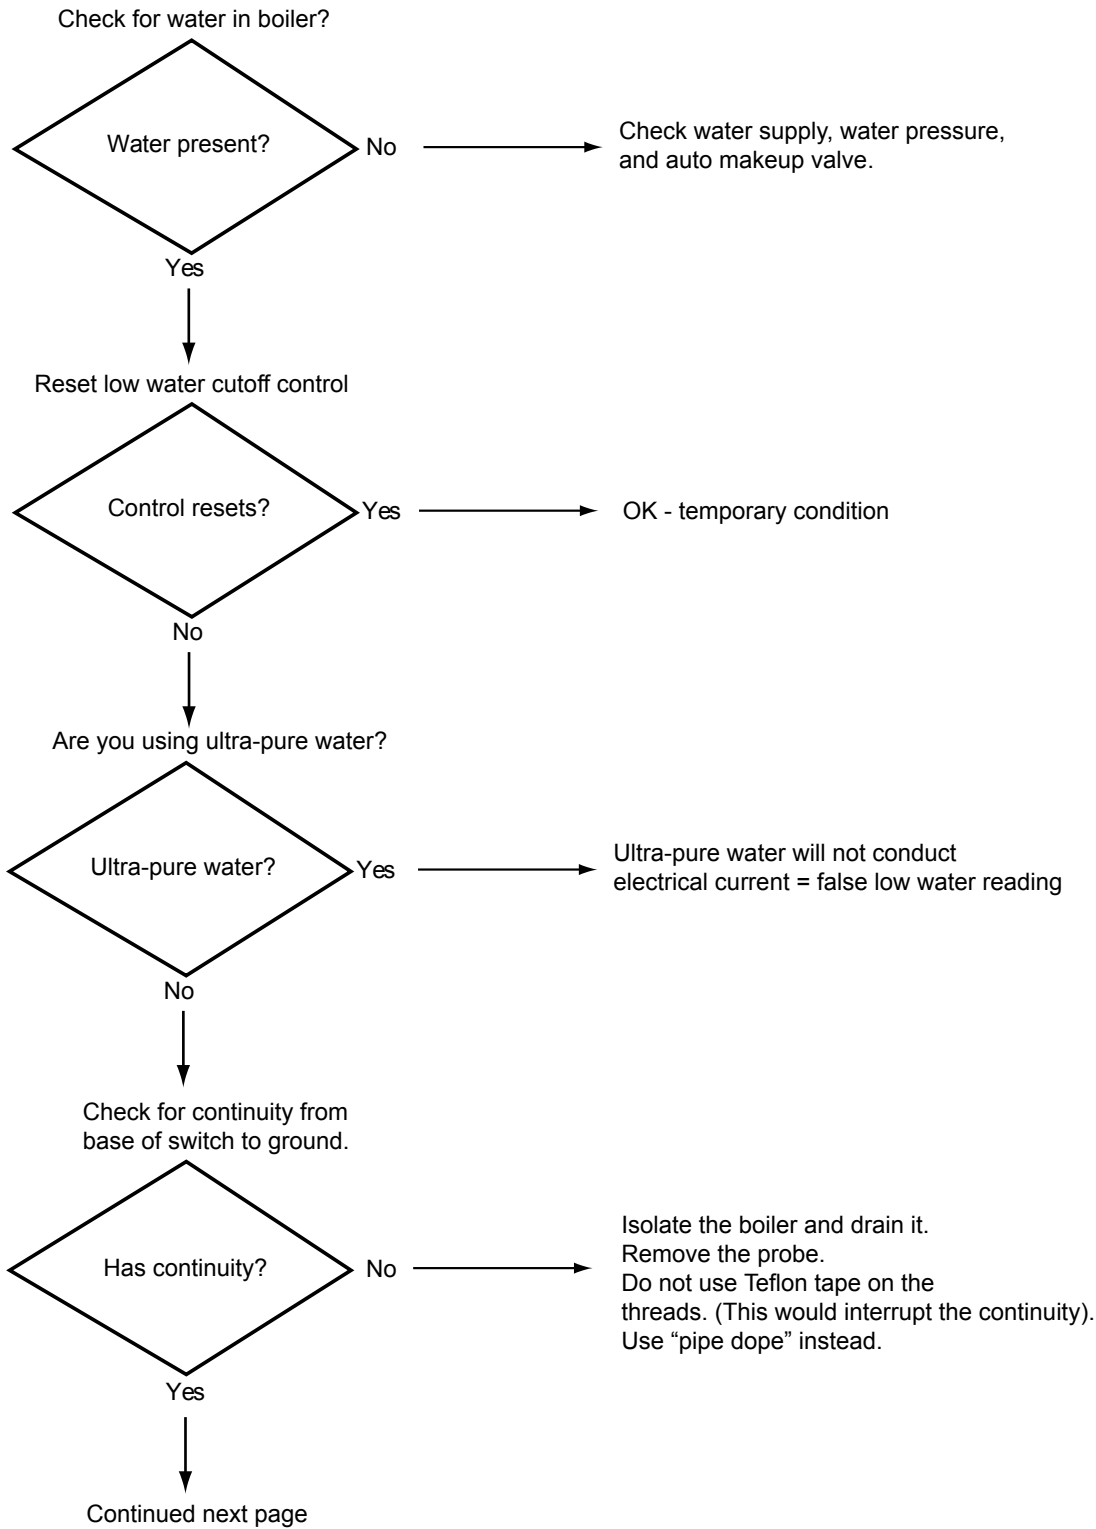 Check for water in boiler?
Water present?
No
Check water supply, water pressure,
and auto makeup valve.
Yes
Reset low water cutoff control
Control resets?
Yes
OK - temporary condition
No
Are you using ultra-pure water?
Ultra-pure water?
Yes
Ultra-pure water will not conduct
electrical current = false low water reading
No
Check for continuity from
base of switch to ground.
Has continuity?
No
Isolate the boiler and drain it.
Remove the probe.
Do not use Teflon tape on the
threads. (This would interrupt the continuity).
Use “pipe dope” instead.
Yes
Continued next page